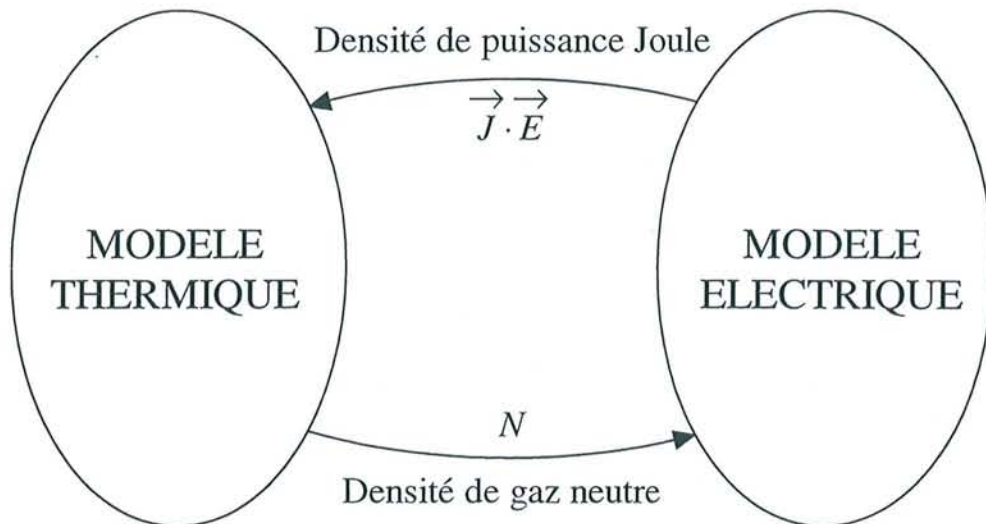 Densité de puissance Joule
J · E
MODELE
THERMIQUE
MODELE
ELECTRIQUE
N
Densité de gaz neutre